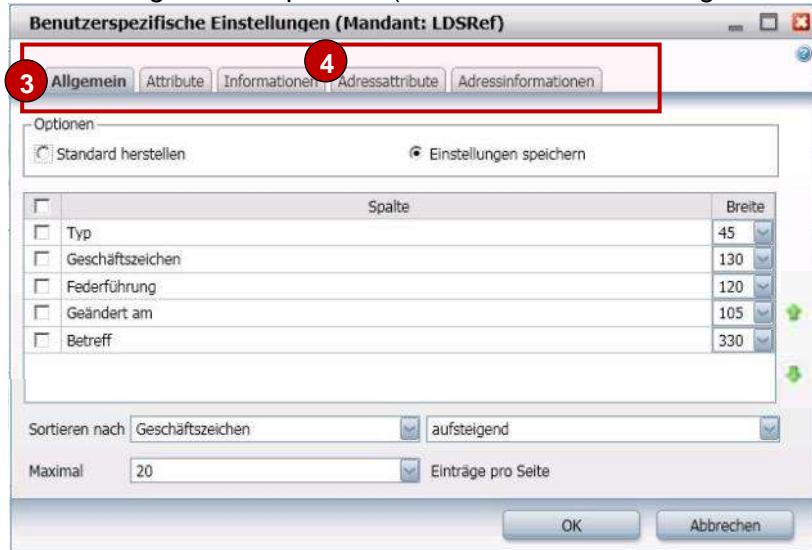 Benutzerspezifische Einstellungen (Mandant: LDSRef)
4
3 Allgemein Attribute Informationen Adressattribute Adressinformationen
Optionen
Standard herstellen Einstellungen speichern
Spalte Breite
Typ 45
Geschäftszeichen 130
Federführung 120
Geändert am 105
Betreff 330
Sortieren nach Geschäftszeichen aufsteigend
Maximal 20 Einträge pro Seite
OK Abbrechen